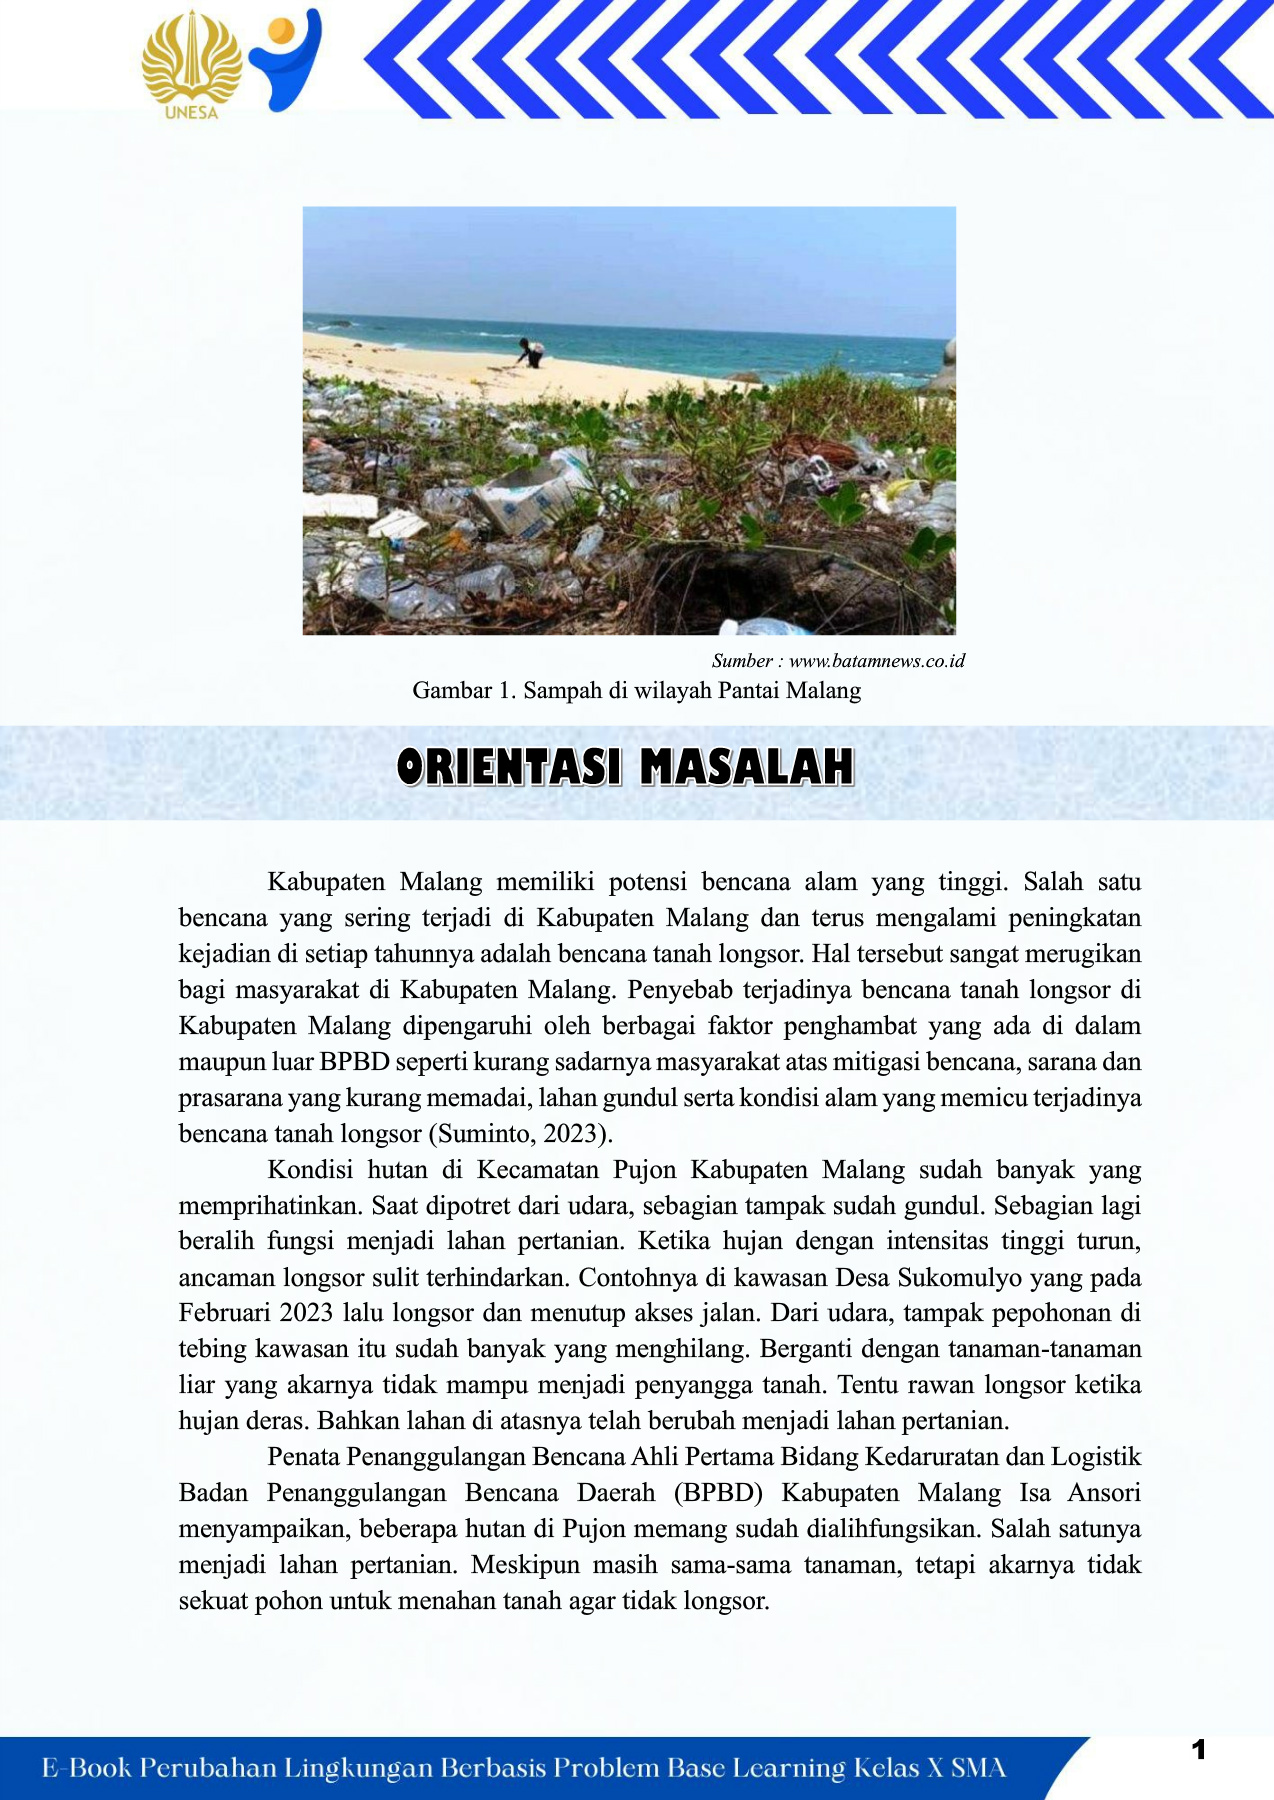 UNESA
Sumber : www.batamnews.co.id
Gambar 1. Sampah di wilayah Pantai Malang
ORIENTASI MASALAH
Kabupaten Malang memiliki potensi bencana alam yang tinggi. Salah satu
bencana yang sering terjadi di Kabupaten Malang dan terus mengalami peningkatan
kejadian di setiap tahunnya adalah bencana tanah longsor. Hal tersebut sangat merugikan
bagi masyarakat di Kabupaten Malang. Penyebab terjadinya bencana tanah longsor di
Kabupaten Malang dipengaruhi oleh berbagai faktor penghambat yang ada di dalam
maupun luar BPBD seperti kurang sadarnya masyarakat atas mitigasi bencana, sarana dan
prasarana yang kurang memadai, lahan gundul serta kondisi alam yang memicu terjadinya
bencana tanah longsor (Suminto, 2023).
Kondisi hutan di Kecamatan Pujon Kabupaten Malang sudah banyak yang
memprihatinkan. Saat dipotret dari udara, sebagian tampak sudah gundul. Sebagian lagi
beralih fungsi menjadi lahan pertanian. Ketika hujan dengan intensitas tinggi turun,
ancaman longsor sulit terhindarkan. Contohnya di kawasan Desa Sukomulyo yang pada
Februari 2023 lalu longsor dan menutup akses jalan. Dari udara, tampak pepohonan di
tebing kawasan itu sudah banyak yang menghilang. Berganti dengan tanaman-tanaman
liar yang akarnya tidak mampu menjadi penyangga tanah. Tentu rawan longsor ketika
hujan deras. Bahkan lahan di atasnya telah berubah menjadi lahan pertanian.
Penata Penanggulangan Bencana Ahli Pertama Bidang Kedaruratan dan Logistik
Badan Penanggulangan Bencana Daerah (BPBD) Kabupaten Malang Isa Ansori
menyampaikan, beberapa hutan di Pujon memang sudah dialihfungsikan. Salah satunya
menjadi lahan pertanian. Meskipun masih sama-sama tanaman, tetapi akarnya tidak
sekuat pohon untuk menahan tanah agar tidak longsor.
E-Book Perubahan Lingkungan Berbasis Problem Base Learning Kelas X SMA
1